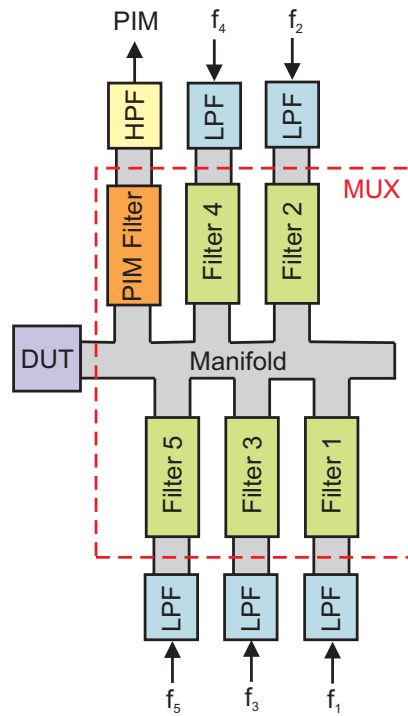 PIM
f₄
f₂
HPF
LPF
LPF
MUX
PIM Filter
Filter 4
Filter 2
DUT
Manifold
Filter 5
Filter 3
Filter 1
LPF
LPF
LPF
f₅
f₃
f₁